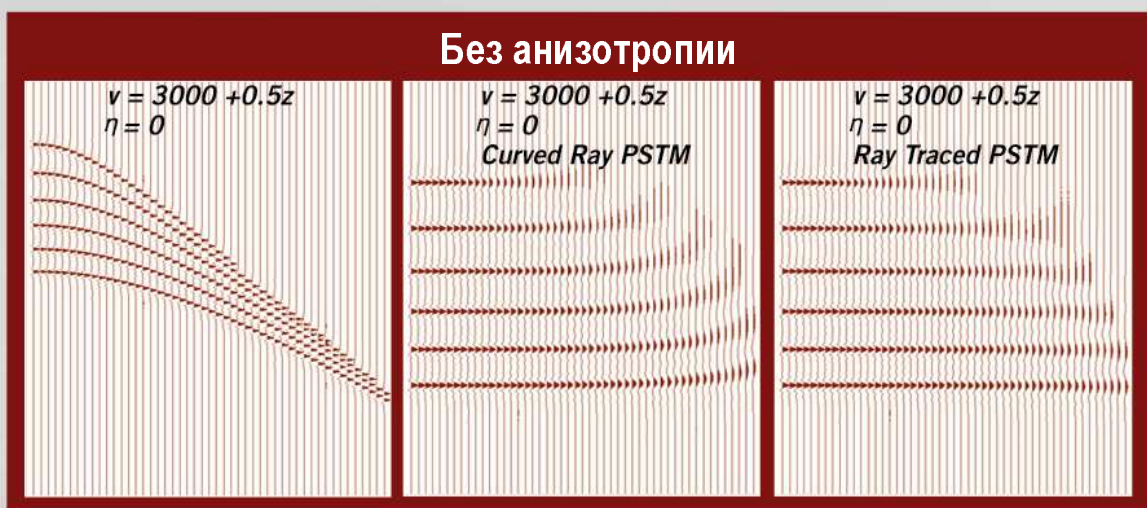 Без анизотропии
v = 3000 +0.5z
η = 0
v = 3000 +0.5z
η = 0
Curved Ray PSTM
v = 3000 +0.5z
η = 0
Ray Traced PSTM